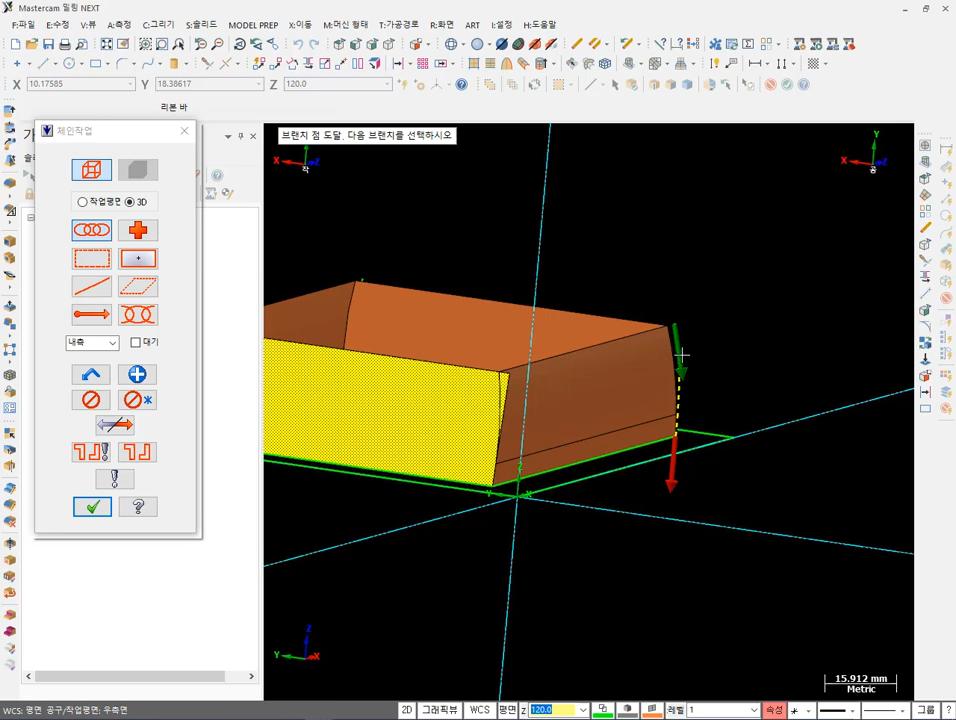 Mastercam 밀링 NEXT
F:파일 E:수정 V:뷰 A:측정 C:그리기 S:솔리드 MODEL PREP X:이동 M:머신 형태 T:가공경로 R:화면 ART I:설정 H:도움말
X 10.17585 Y 18.38617 Z 120.0
리본 바
체인작업
브랜치 점 도달. 다음 브랜치를 선택하시오
X Z 작
Y X Z 공
작업평면 3D
내측 대기
Z
Y X
Z
Y X
15.912 mm
Metric
WCS: 평면 공구/작업평면: 우측면 2D 그래픽뷰 WCS 평면 Z 120.0 레벨 1 속성 그룹 ?